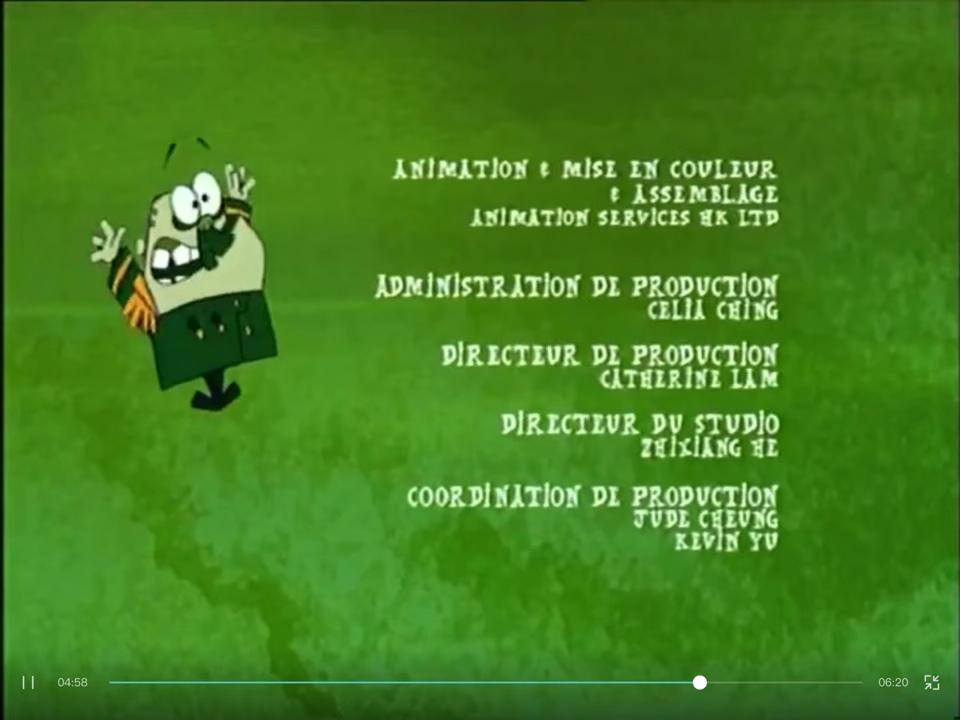 ANIMATION & MISE EN COULEUR
& ASSEMBLAGE
ANIMATION SERVICES HK LTD
ADMINISTRATION DE PRODUCTION
CELIA CHING
DIRECTEUR DE PRODUCTION
CATHERINE LAM
DIRECTEUR DU STUDIO
ZHIXIANG HE
COORDINATION DE PRODUCTION
JUDE CHEUNG
KEVIN YU
04:58
06:20